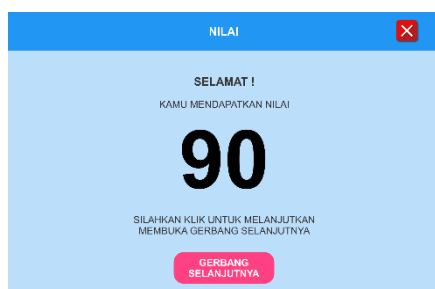 NILAI
SELAMAT !
KAMU MENDAPATKAN NILAI
90
SILAHKAN KLIK UNTUK MELANJUTKAN
MEMBUKA GERBANG SELANJUTNYA
GERBANG
SELANJUTNYA